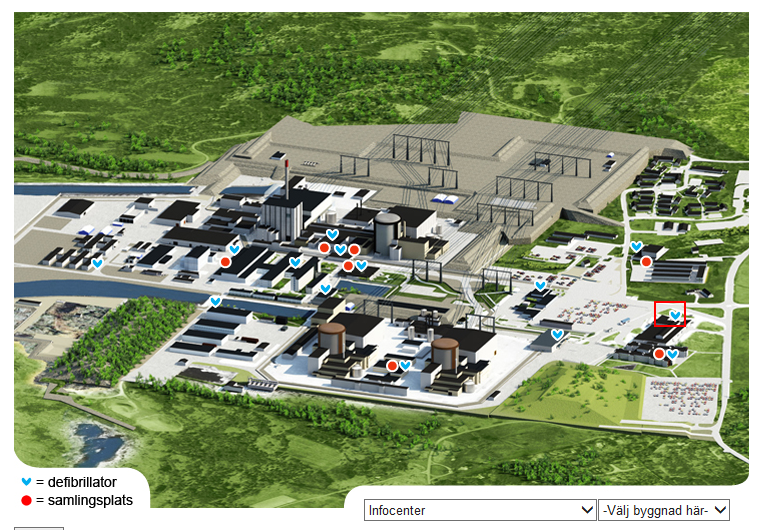 = defibrillator
= samlingsplats
Infocenter
-Välj byggnad här-